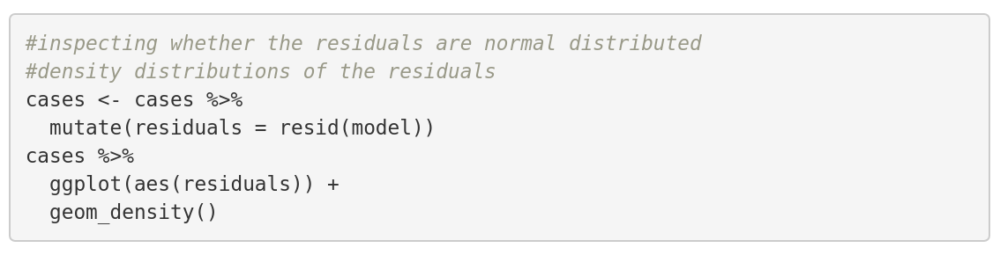 #inspecting whether the residuals are normal distributed
#density distributions of the residuals
cases <- cases %>%
  mutate(residuals = resid(model))
cases %>%
  ggplot(aes(residuals)) +
  geom_density()